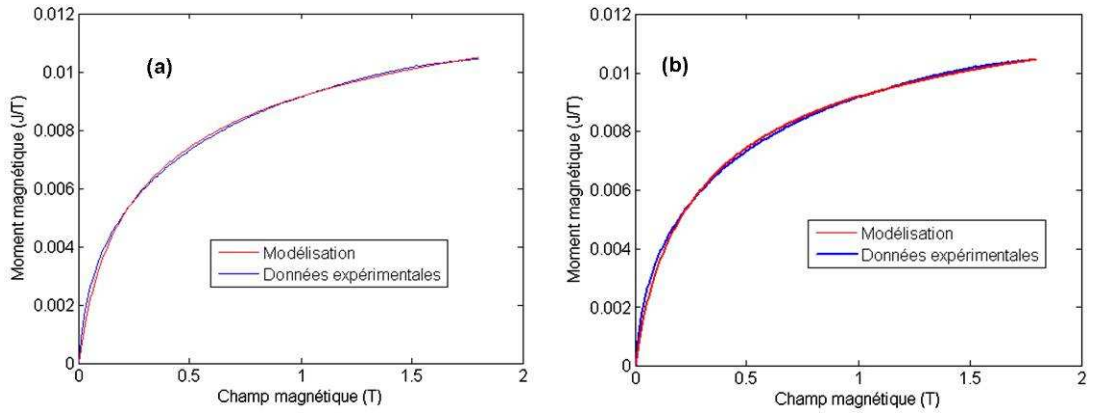 (a)
Moment magnétique (J/T)
0.012
0.01
0.008
0.006
0.004
0.002
0
Modélisation
Données expérimentales
0 0.5 1 1.5 2
Champ magnétique (T)
(b)
Moment magnétique (J/T)
0.012
0.01
0.008
0.006
0.004
0.002
0
Modélisation
Données expérimentales
0 0.5 1 1.5 2
Champ magnétique (T)